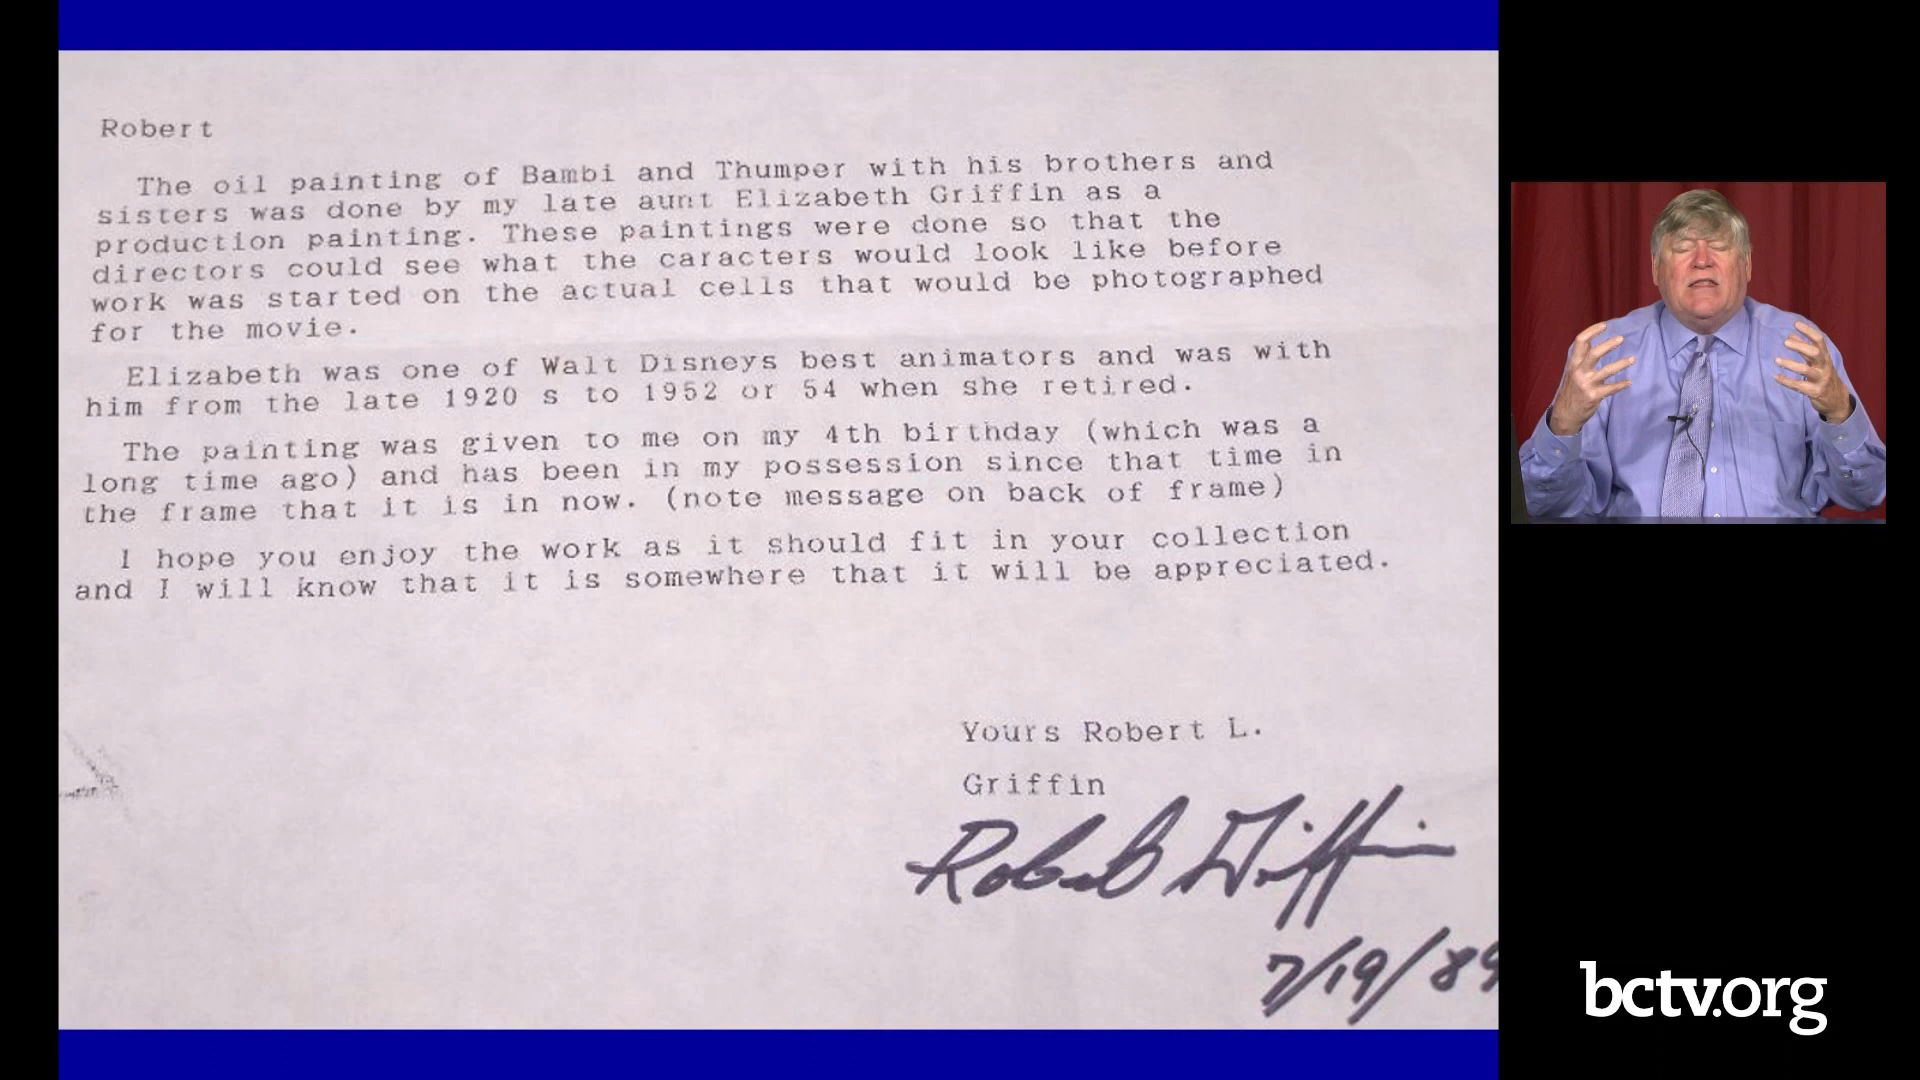 Robert
The oil painting of Bambi and Thumper with his brothers and
sisters was done by my late aunt Elizabeth Griffin as a
production painting. These paintings were done so that the
directors could see what the caracters would look like before
work was started on the actual cells that would be photographed
for the movie.
Elizabeth was one of Walt Disneys best animators and was with
him from the late 1920 s to 1952 or 54 when she retired.
The painting was given to me on my 4th birthday (which was a
long time ago) and has been in my possession since that time in
the frame that it is in now. (note message on back of frame)
I hope you enjoy the work as it should fit in your collection
and I will know that it is somewhere that it will be appreciated.
Yours Robert L.
Griffin
Robert Griffin
7/19/89
bctv.org